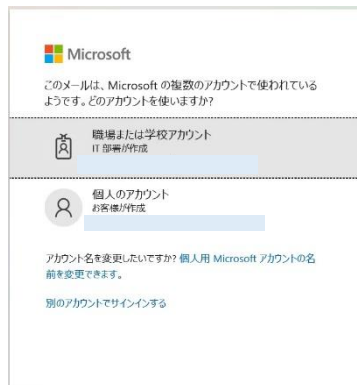 Microsoft
このメールは、Microsoft の複数のアカウントで使われている
ようです。どのアカウントを使いますか?
職場または学校アカウント
IT 部署が作成
個人のアカウント
お客様が作成
アカウント名を変更したいですか? 個人用 Microsoft アカウントの名
前を変更できます。
別のアカウントでサインインする